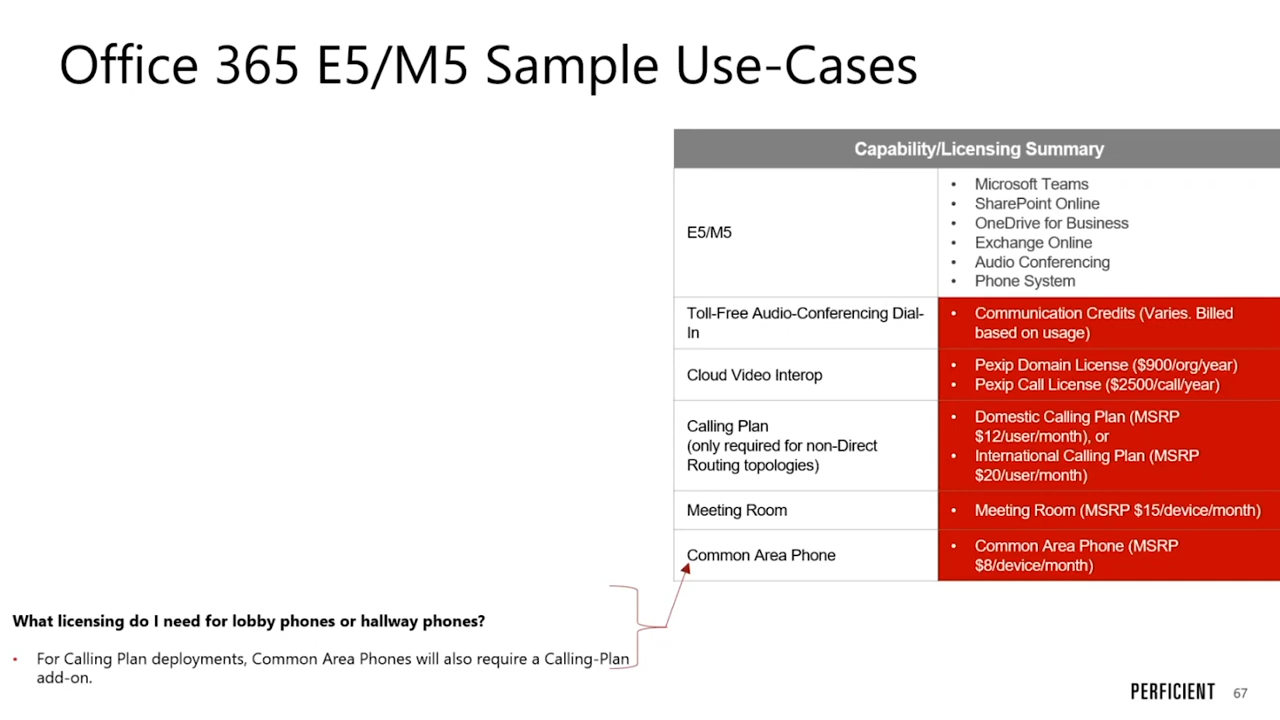 Office 365 E5/M5 Sample Use-Cases
Capability/Licensing Summary
E5/M5
• Microsoft Teams
• SharePoint Online
• OneDrive for Business
• Exchange Online
• Audio Conferencing
• Phone System
Toll-Free Audio-Conferencing Dial-
In
• Communication Credits (Varies. Billed
based on usage)
Cloud Video Interop
• Pexip Domain License ($900/org/year)
• Pexip Call License ($2500/call/year)
Calling Plan
(only required for non-Direct
Routing topologies)
• Domestic Calling Plan (MSRP
$12/user/month), or
• International Calling Plan (MSRP
$20/user/month)
Meeting Room
• Meeting Room (MSRP $15/device/month)
Common Area Phone
• Common Area Phone (MSRP
$8/device/month)
What licensing do I need for lobby phones or hallway phones?
• For Calling Plan deployments, Common Area Phones will also require a Calling-Plan
add-on.
PERFICIENT 67